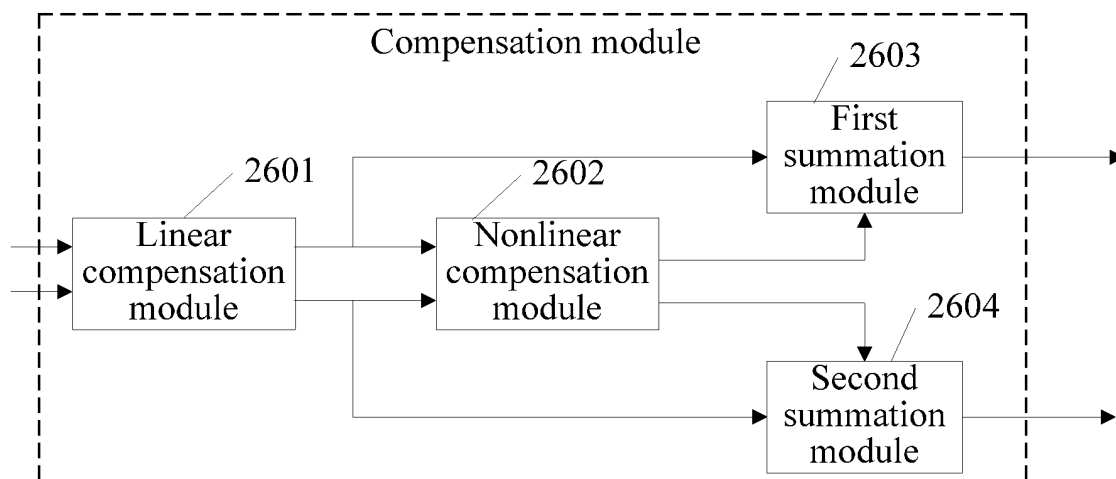 Compensation module
2603
First
summation
module
2601
2602
Linear
compensation
module
Nonlinear
compensation
module
2604
Second
summation
module